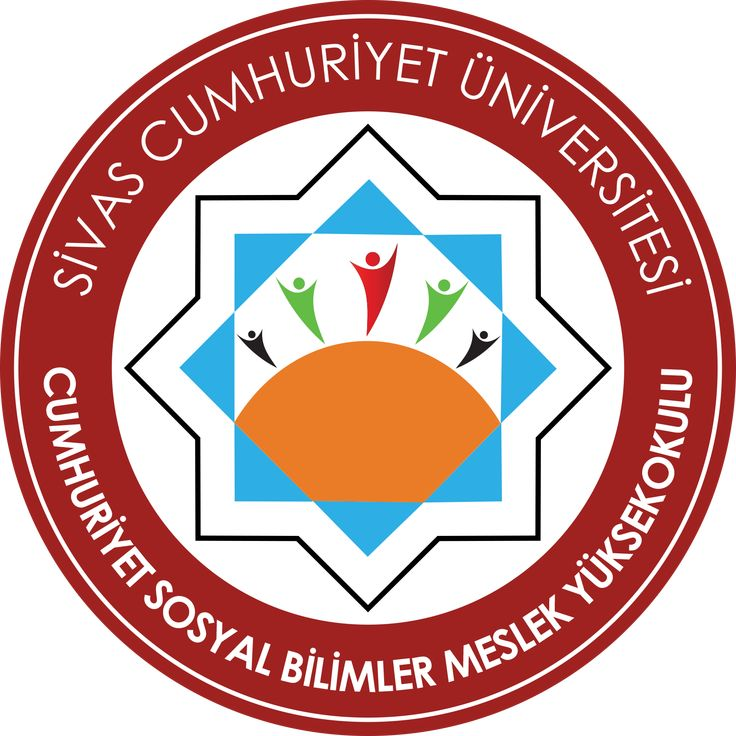 SİVAS CUMHURİYET ÜNİVERSİTESİ
CUMHURİYET SOSYAL BİLİMLER MESLEK YÜKSEKOKULU